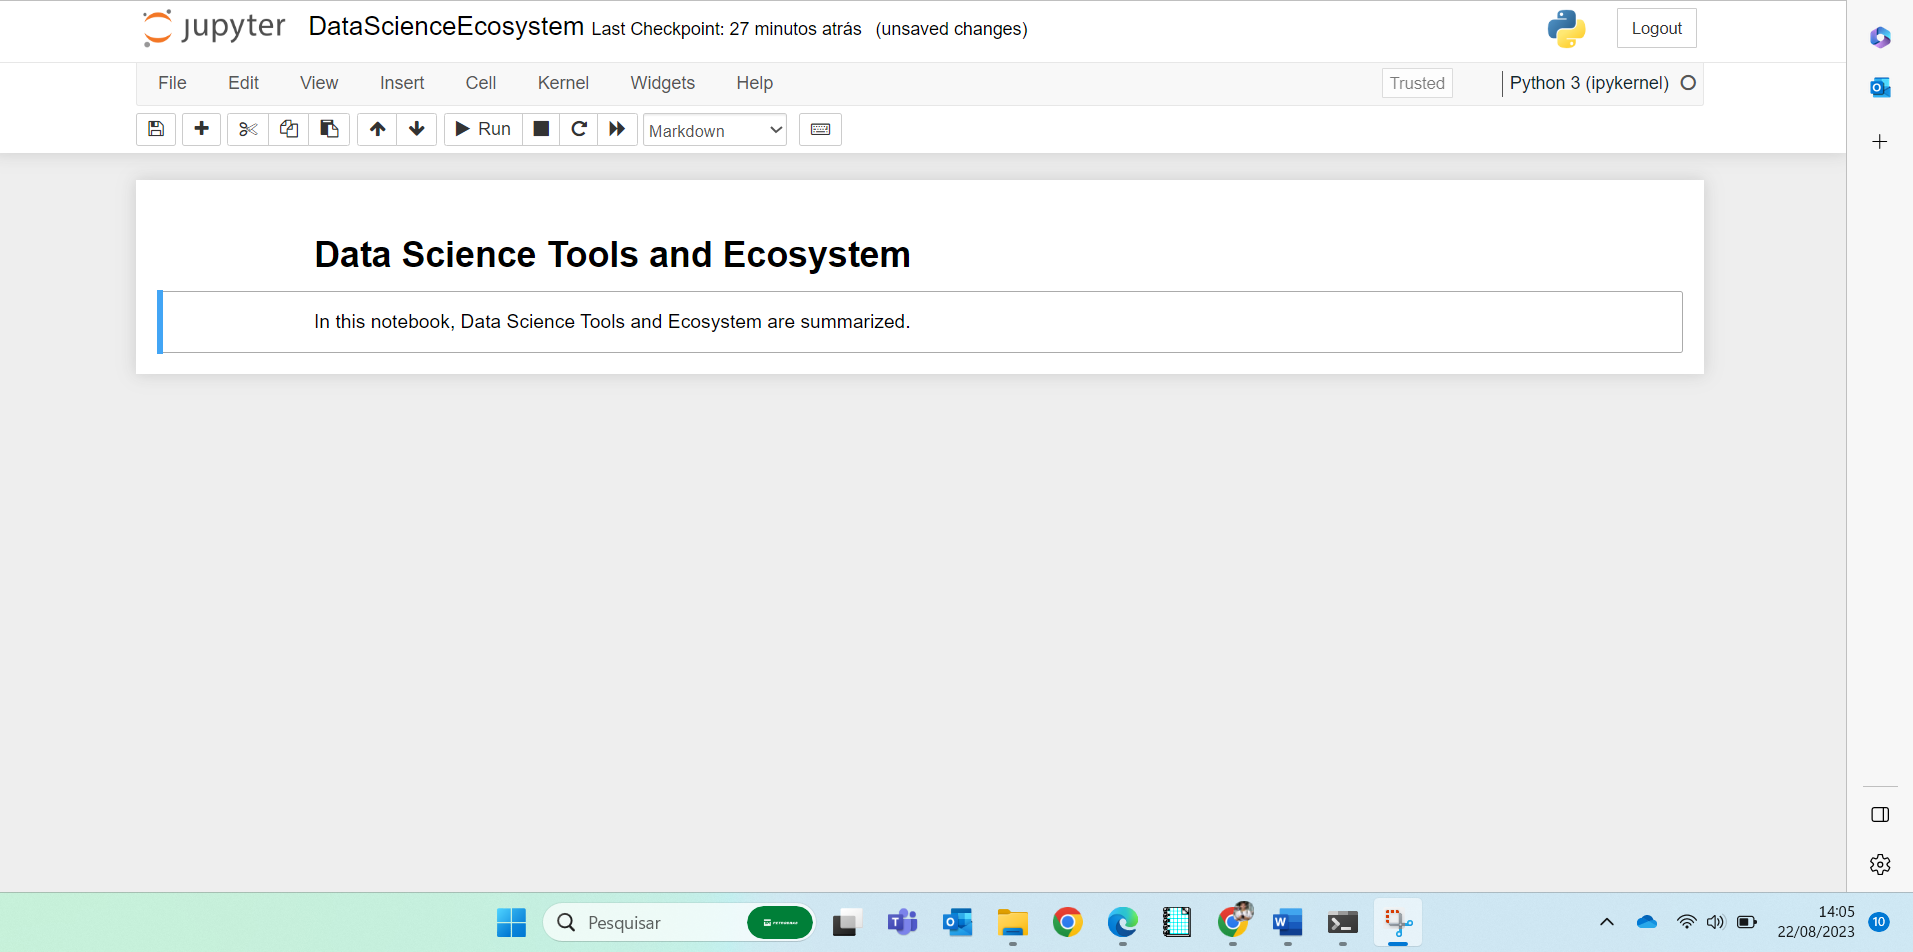 jupyter DataScienceEcosystem Last Checkpoint: 27 minutos atrás (unsaved changes) Logout
File Edit View Insert Cell Kernel Widgets Help Trusted Python 3 (ipykernel)
Run Markdown
Data Science Tools and Ecosystem
In this notebook, Data Science Tools and Ecosystem are summarized.
Pesquisar
14:05
22/08/2023
10